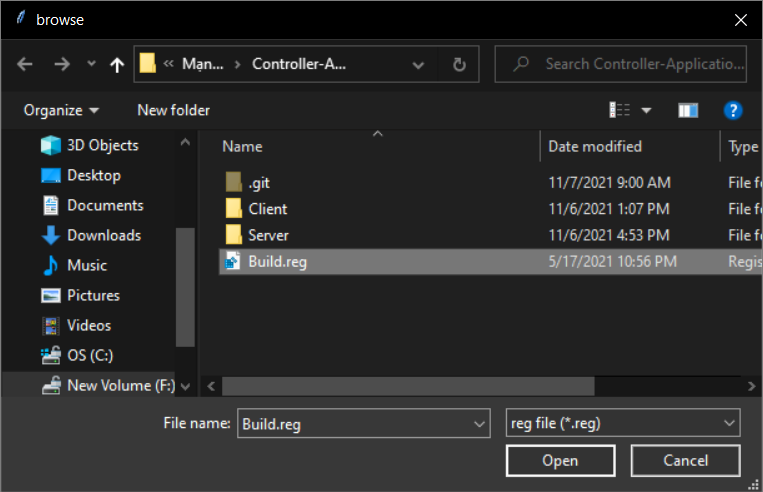 browse
« Mạn... › Controller-A...
Search Controller-Applicatio...
Organize
New folder
?
3D Objects
Desktop
Documents
Downloads
Music
Pictures
Videos
OS (C:)
New Volume (F:)
Name Date modified Type
.git 11/7/2021 9:00 AM File fo
Client 11/6/2021 1:07 PM File fo
Server 11/6/2021 4:53 PM File fo
Build.reg 5/17/2021 10:56 PM Regis
File name: Build.reg reg file (*.reg)
Open Cancel